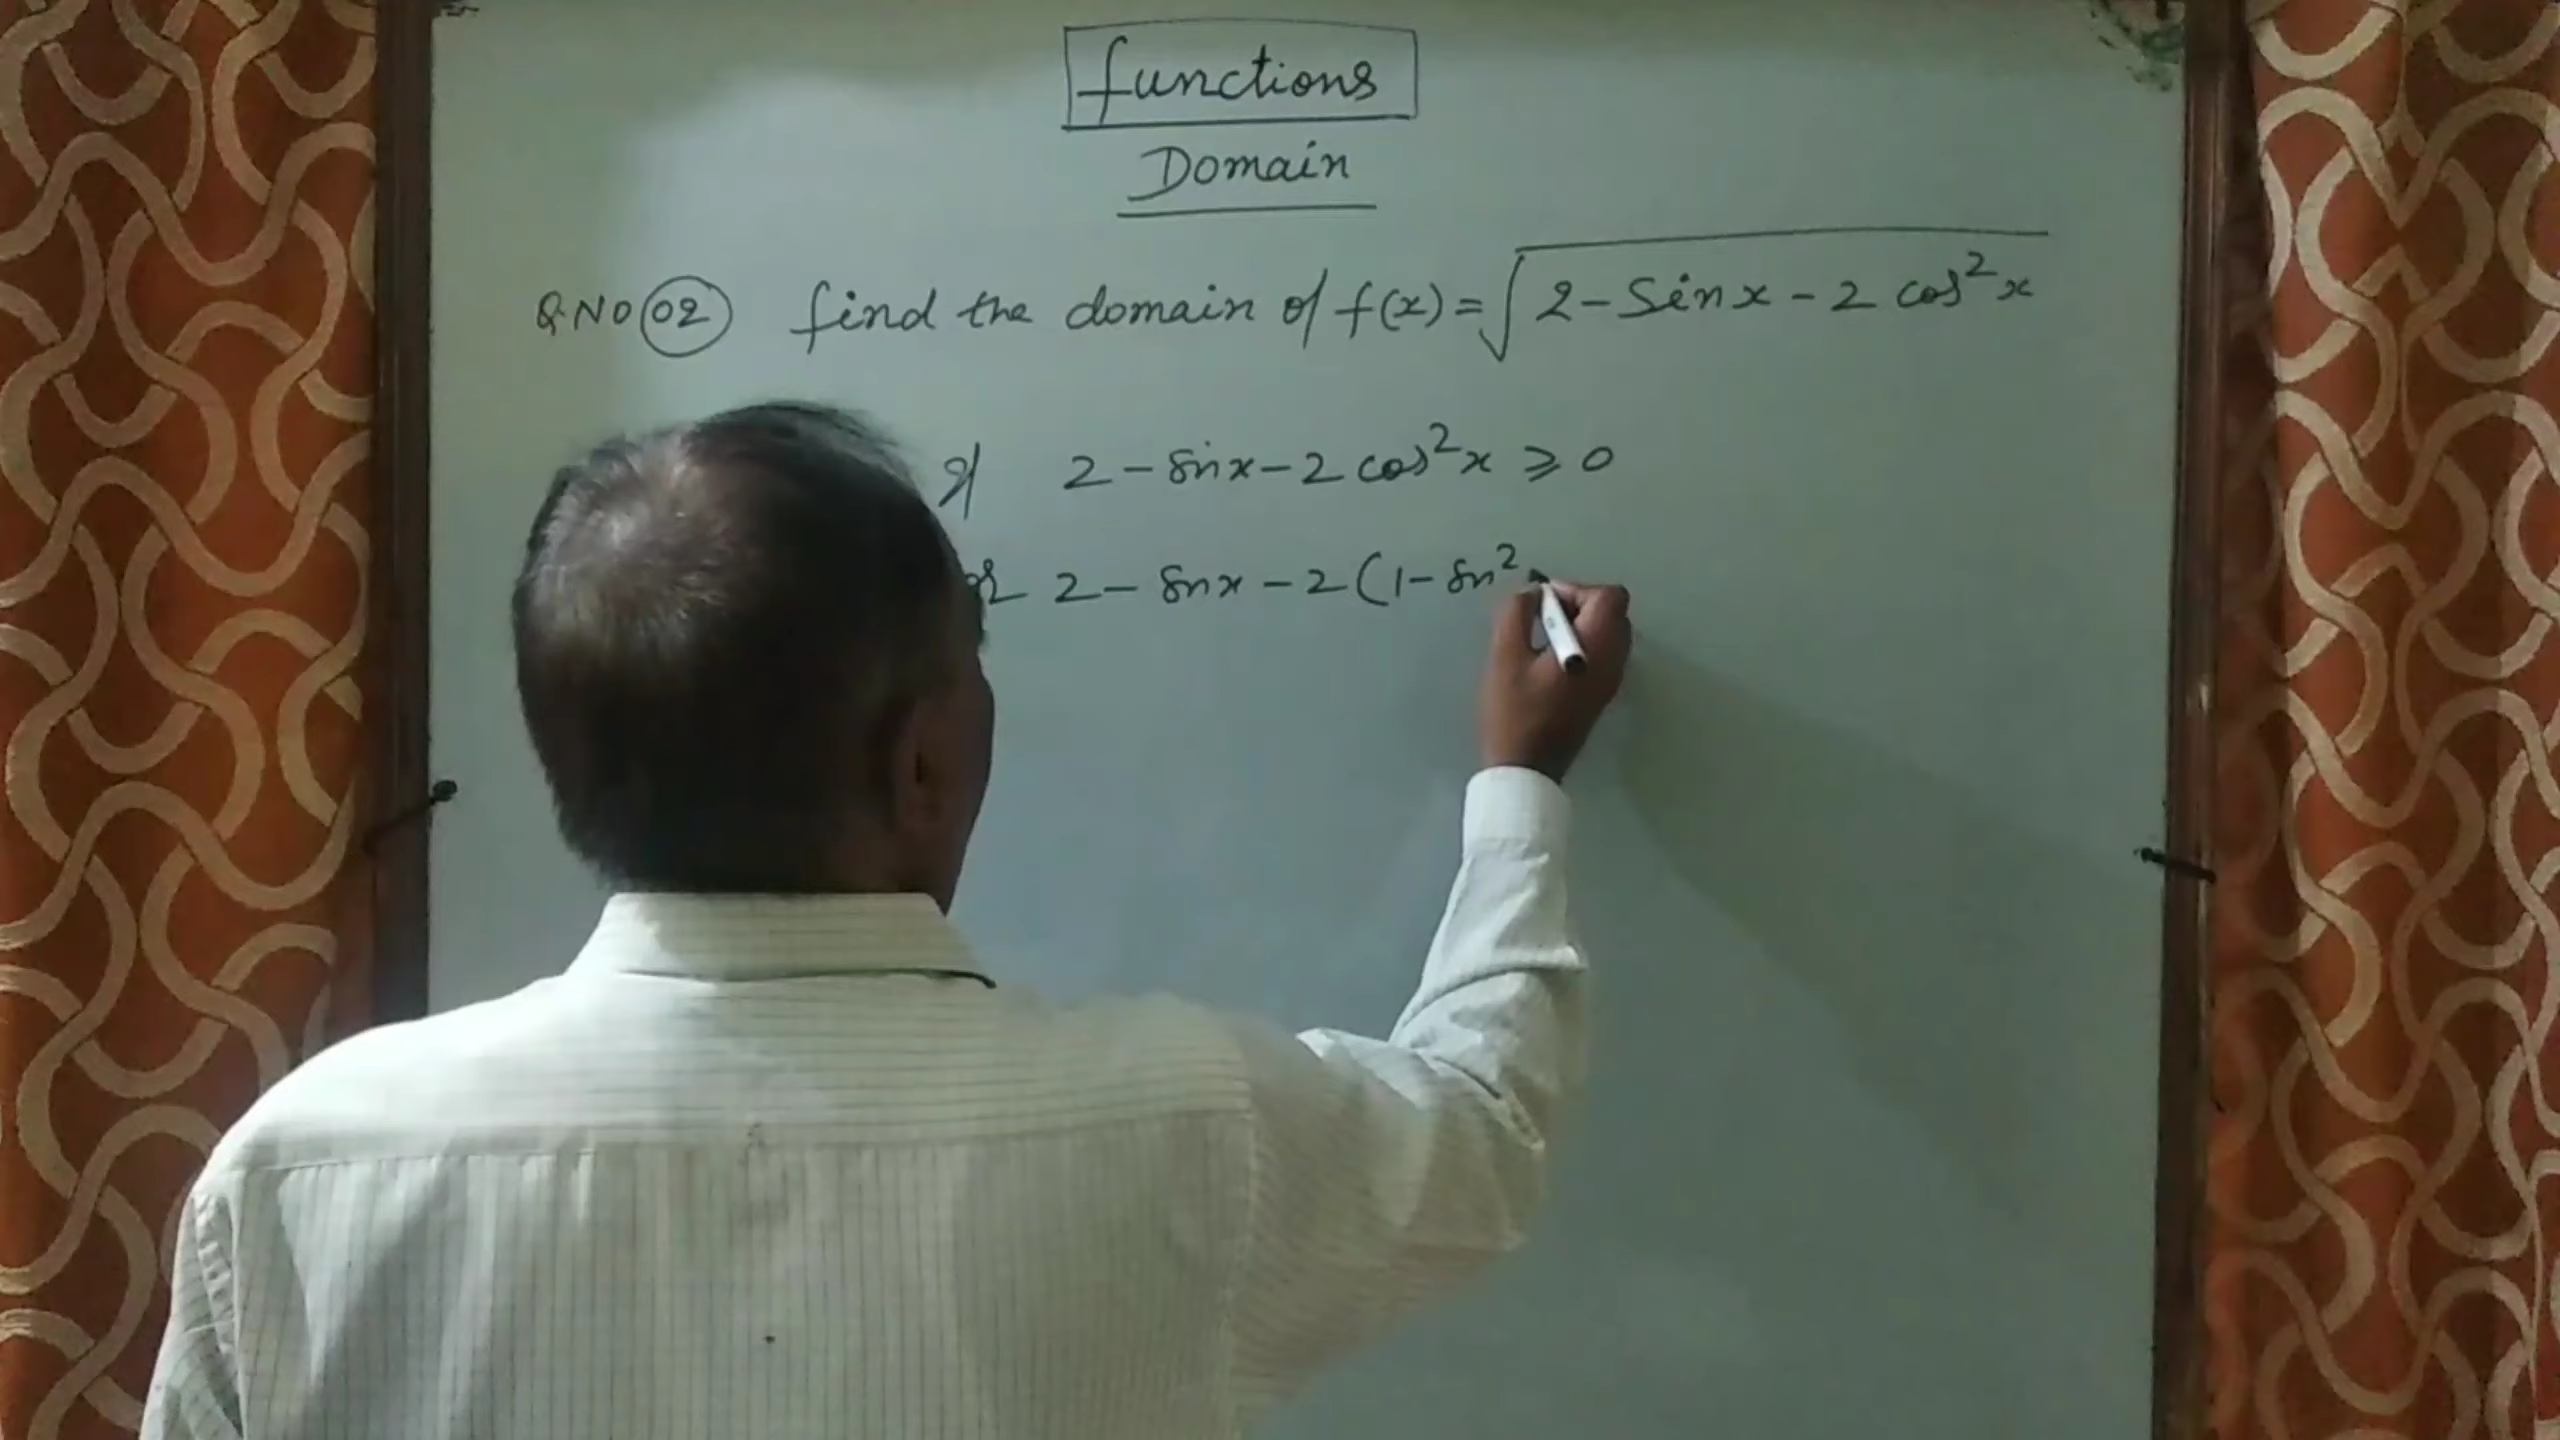 functions
Domain
Q.NO 02 find the domain of f(x) = √2 - Sin x - 2 cos²x
2 - sin x - 2 cos²x ⩾ 0
or 2 - sin x - 2 (1 - sin²